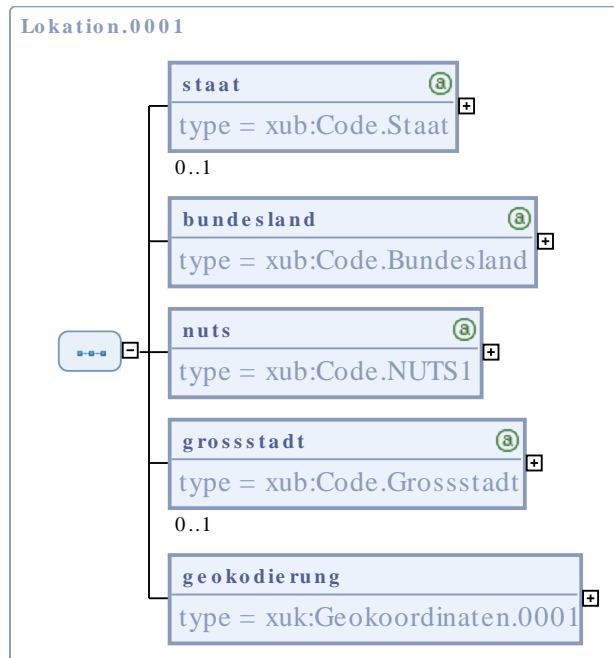 Lokation.0001
staat
type = xub:Code.Staat
0..1
bundesland
type = xub:Code.Bundesland
nuts
type = xub:Code.NUTS1
grossstadt
type = xub:Code.Grossstadt
0..1
geokodierung
type = xuk:Geokoordinaten.0001